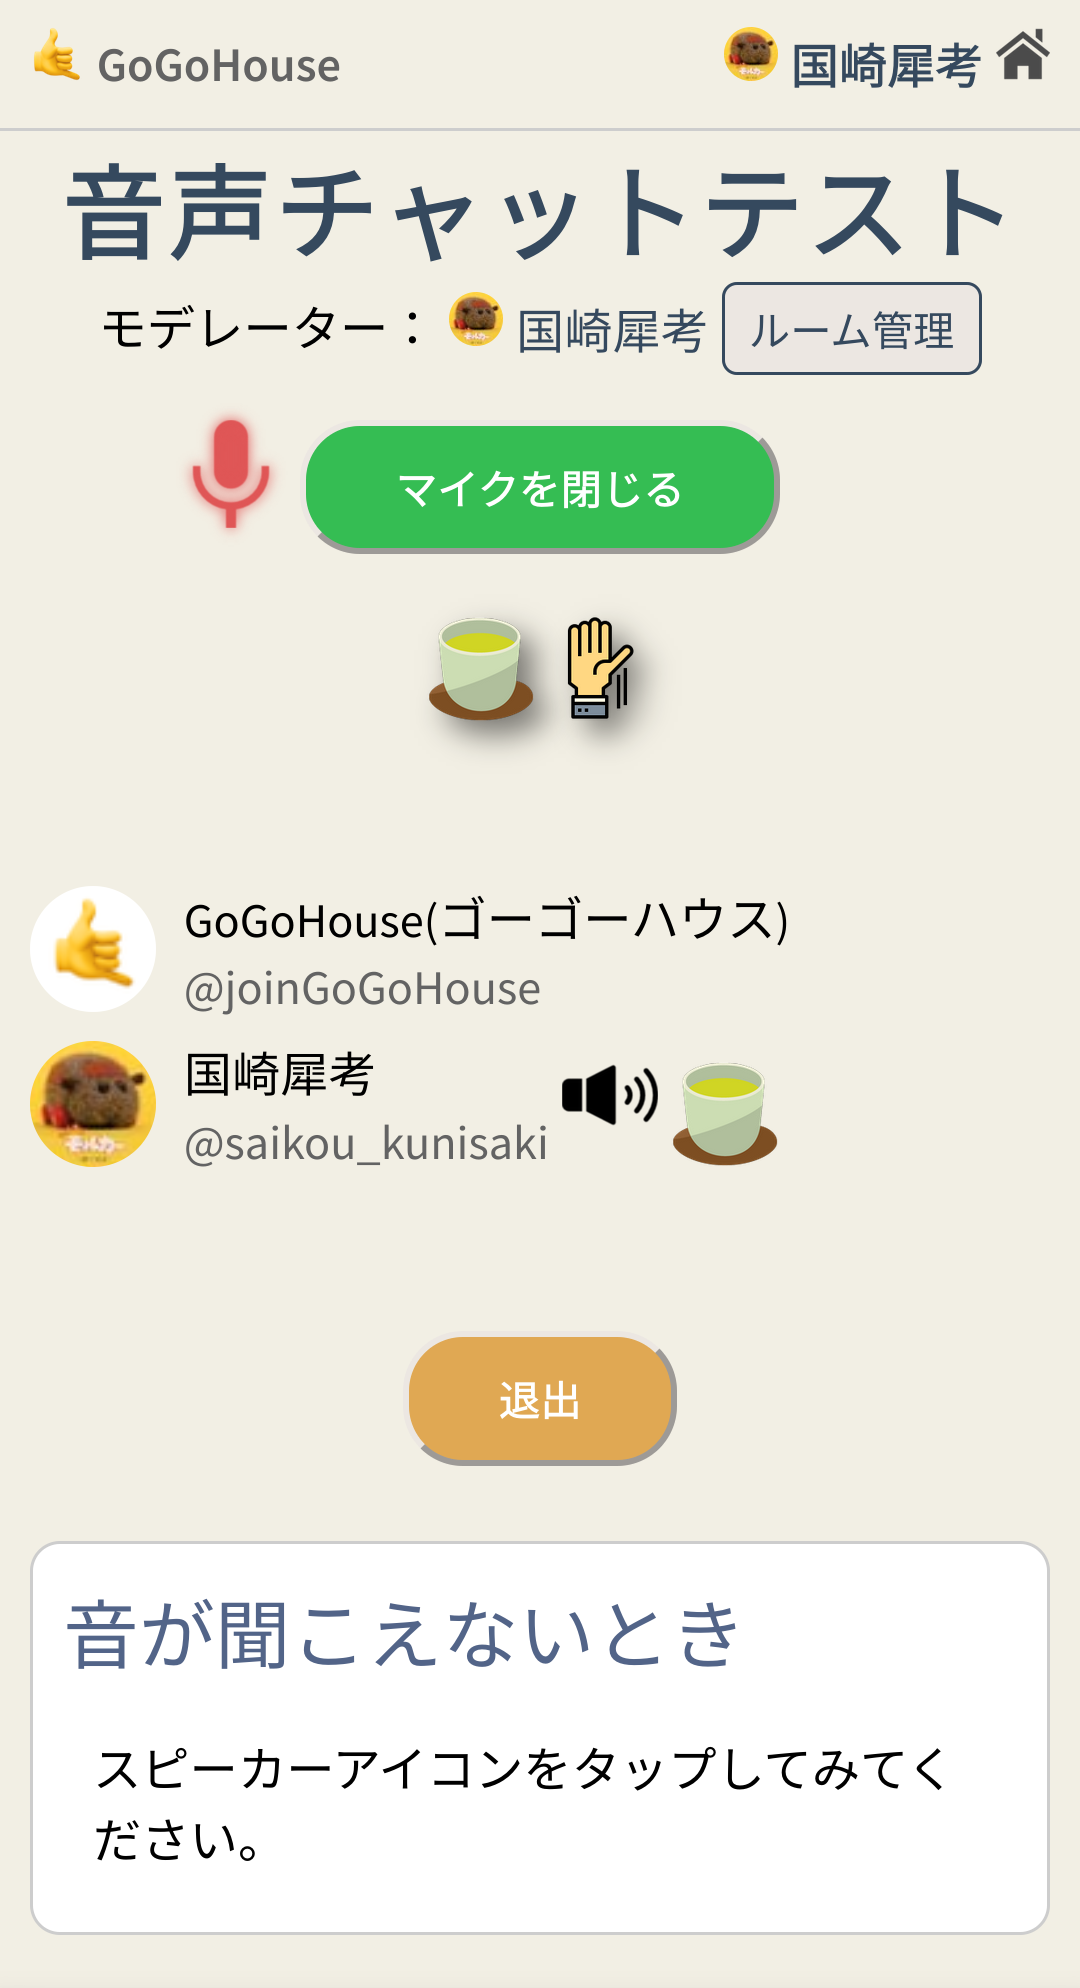 GoGoHouse
国崎犀考
音声チャットテスト
モデレーター：国崎犀考 ルーム管理
マイクを閉じる
GoGoHouse(ゴーゴーハウス)
@joinGoGoHouse
国崎犀考
@saikou_kunisaki
モルカー
退出
音が聞こえないとき
スピーカーアイコンをタップしてみてく
ださい。